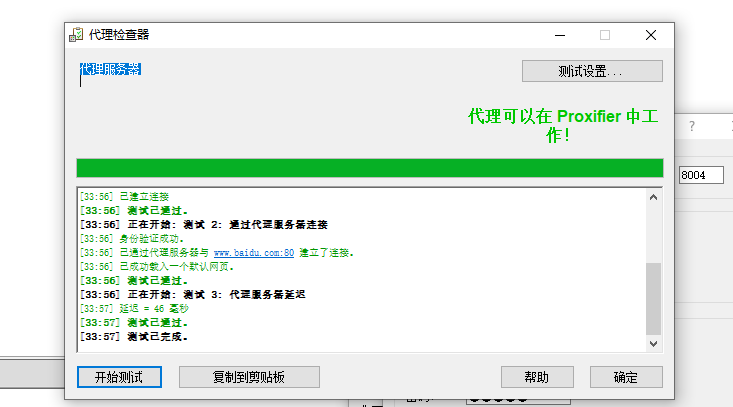 代理检查器
代理服务器
测试设置...
代理可以在 Proxifier 中工
作!
?
8004
[33:56] 已建立连接
[33:56] 测试已通过。
[33:56] 正在开始: 测试 2: 通过代理服务器连接
[33:56] 身份验证成功。
[33:56] 已通过代理服务器与 www.baidu.com:80 建立了连接。
[33:56] 已成功载入一个默认网页。
[33:56] 测试已通过。
[33:56] 正在开始: 测试 3: 代理服务器延迟
[33:57] 延迟 = 46 毫秒
[33:57] 测试已通过。
[33:57] 测试已完成。
开始测试
复制到剪贴板
帮助
确定